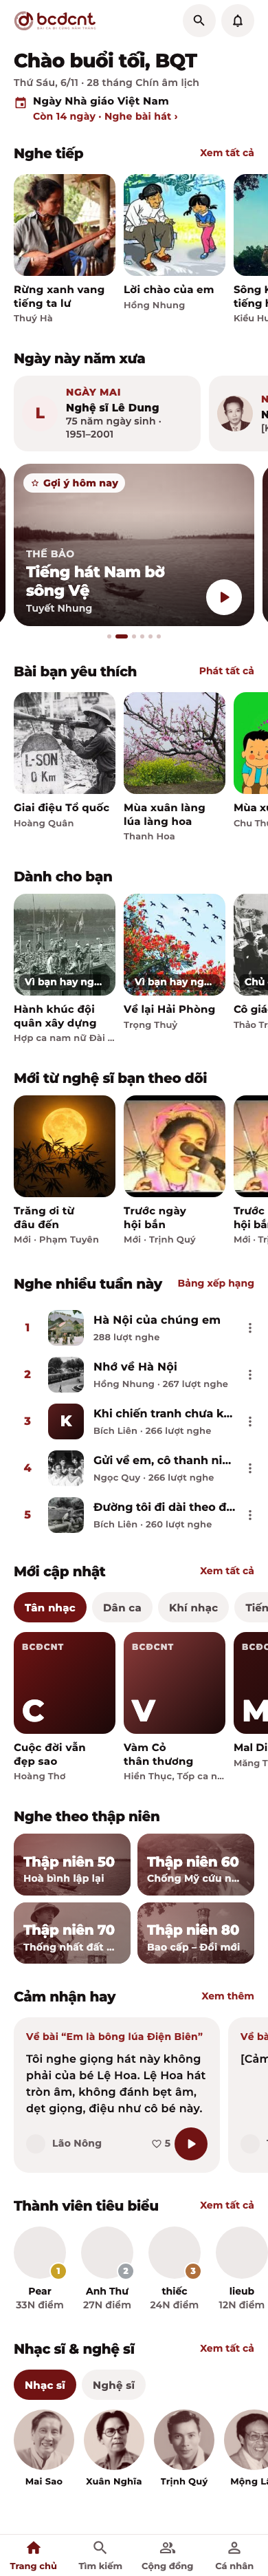 bcdcnt
BÀI CA ĐI CÙNG NĂM THÁNG
Chào buổi tối, BQT
Thứ Sáu, 6/11 · 28 tháng Chín âm lịch
Ngày Nhà giáo Việt Nam
Còn 14 ngày · Nghe bài hát ›
Nghe tiếp
Xem tất cả
Rừng xanh vang tiếng ta lư
Thuý Hà
Lời chào của em
Hồng Nhung
Sông
tiếng
Kiều Hu
Ngày này năm xưa
L
NGÀY MAI
Nghệ sĩ Lê Dung
75 năm ngày sinh ·
1951–2001
N
N
[
Gợi ý hôm nay
THẾ BẢO
Tiếng hát Nam bờ
sông Vệ
Tuyết Nhung
Bài bạn yêu thích
Phát tất cả
L-SON
0 Km
Giai điệu Tổ quốc
Hoàng Quân
Mùa xuân làng
lúa làng hoa
Thanh Hoa
Mùa xu
Chu Thu
Dành cho bạn
Vì bạn hay ng...
Vì bạn hay ng...
Chủ
Hành khúc đội
quân xây dựng
Hợp ca nam nữ Đài ...
Về lại Hải Phòng
Trọng Thuỷ
Cô giá
Thảo Tr
Mới từ nghệ sĩ bạn theo dõi
Trăng ơi từ
đâu đến
Mới · Phạm Tuyên
Trước ngày
hội bắn
Mới · Trịnh Quý
Trước
hội bắn
Mới · Tri
Nghe nhiều tuần này
Bảng xếp hạng
1
Hà Nội của chúng em
288 lượt nghe
2
Nhớ về Hà Nội
Hồng Nhung · 267 lượt nghe
3
K
Khi chiến tranh chưa k...
Bích Liên · 266 lượt nghe
4
Gửi về em, cô thanh ni...
Ngọc Quy · 266 lượt nghe
5
Đường tôi đi dài theo đ...
Bích Liên · 260 lượt nghe
Mới cập nhật
Xem tất cả
Tân nhạc
Dân ca
Khí nhạc
Tiến
BCĐCNT
C
BCĐCNT
V
BCĐC
M
Cuộc đời vẫn
đẹp sao
Hoàng Thơ
Vàm Cỏ
thân thương
Hiền Thục, Tốp ca n...
Mal Di
Măng T
Nghe theo thập niên
Thập niên 50
Hoà bình lập lại
Thập niên 60
Chống Mỹ cứu n...
Thập niên 70
Thống nhất đất ...
Thập niên 80
Bao cấp – Đổi mới
Cảm nhận hay
Xem thêm
Về bài “Em là bông lúa Điện Biên”
Tôi nghe giọng hát này không
phải của bé Lệ Hoa. Lệ Hoa hát
tròn âm, không đánh bẹt âm,
dẹt giọng, điệu như cô bé này.
Lão Nông
5
Về bà
[Cảm
Thành viên tiêu biểu
Xem tất cả
1
2
3
Pear
33N điểm
Anh Thư
27N điểm
thiếc
24N điểm
lieub
12N điểm
Nhạc sĩ & nghệ sĩ
Xem tất cả
Nhạc sĩ
Nghệ sĩ
Mai Sao
Xuân Nghĩa
Trịnh Quý
Mộng Lâ
Trang chủ
Tìm kiếm
Cộng đồng
Cá nhân